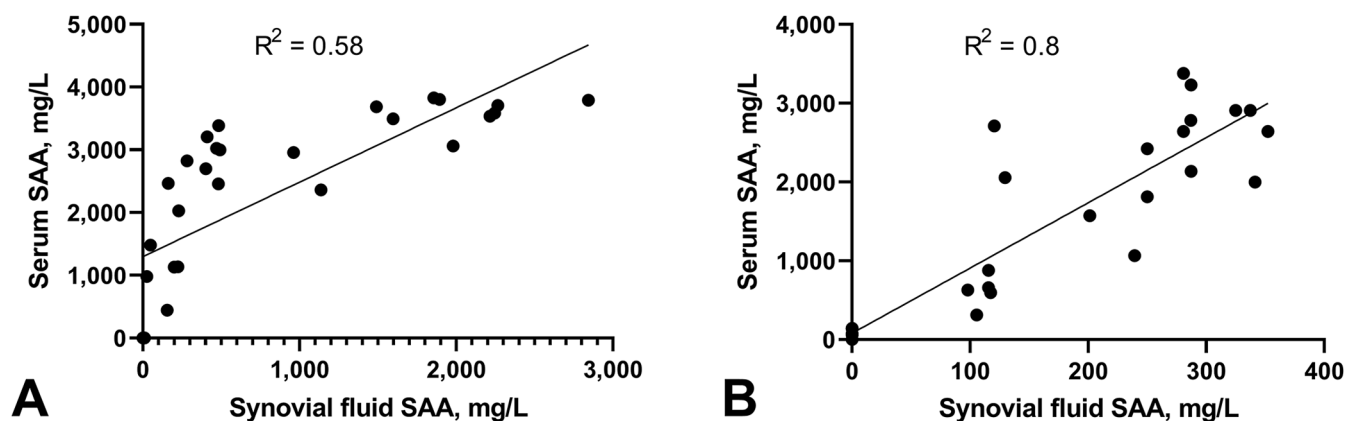 A
R² = 0.58
Serum SAA, mg/L
5,000
4,000
3,000
2,000
1,000
0
0 1,000 2,000 3,000
Synovial fluid SAA, mg/L
B
R² = 0.8
Serum SAA, mg/L
4,000
3,000
2,000
1,000
0
0 100 200 300 400
Synovial fluid SAA, mg/L